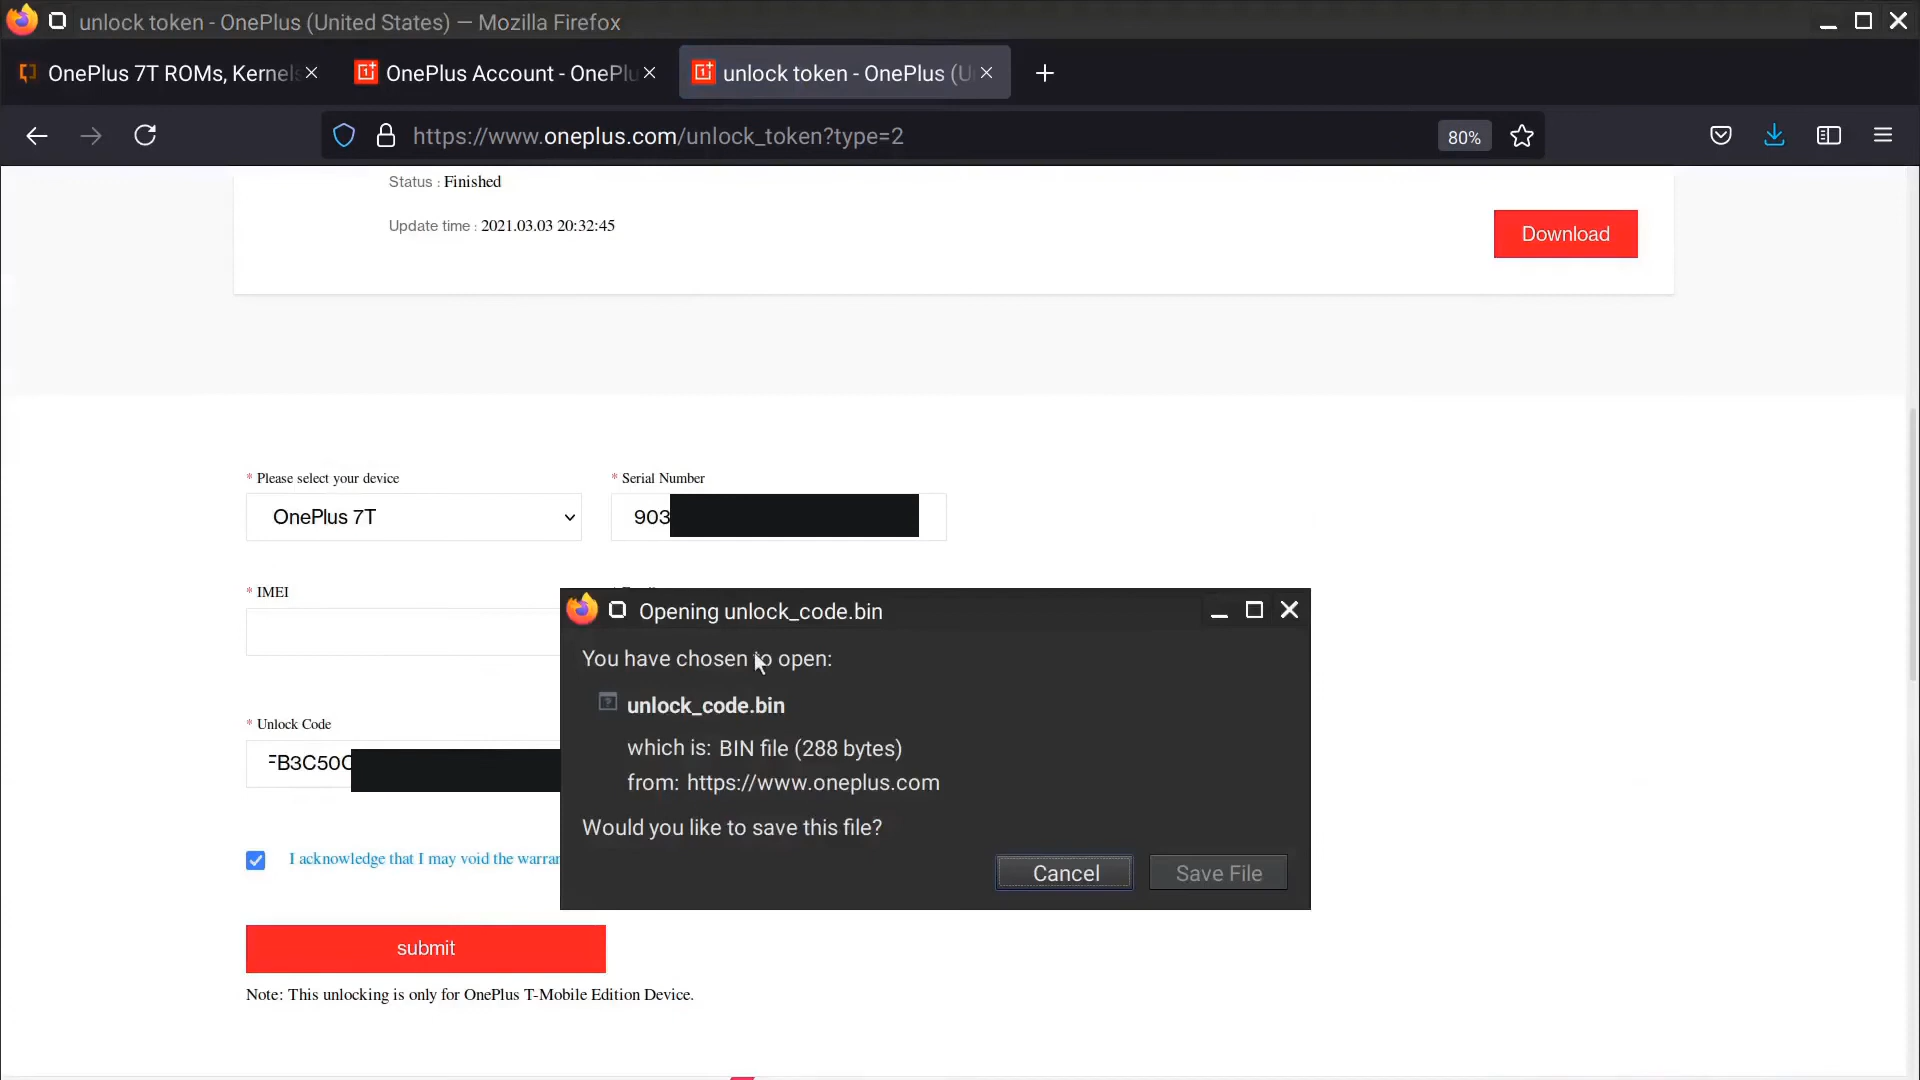 unlock token - OnePlus (United States) — Mozilla Firefox
OnePlus 7T ROMs, Kernels
OnePlus Account - OnePlu
unlock token - OnePlus (U
https://www.oneplus.com/unlock_token?type=2
80%
Status : Finished
Update time : 2021.03.03 20:32:45
Download
* Please select your device
* Serial Number
OnePlus 7T
903
* IMEI
Opening unlock_code.bin
You have chosen to open:
unlock_code.bin
which is: BIN file (288 bytes)
from: https://www.oneplus.com
Would you like to save this file?
Cancel
Save File
* Unlock Code
FB3C50C
I acknowledge that I may void the warran
submit
Note: This unlocking is only for OnePlus T-Mobile Edition Device.